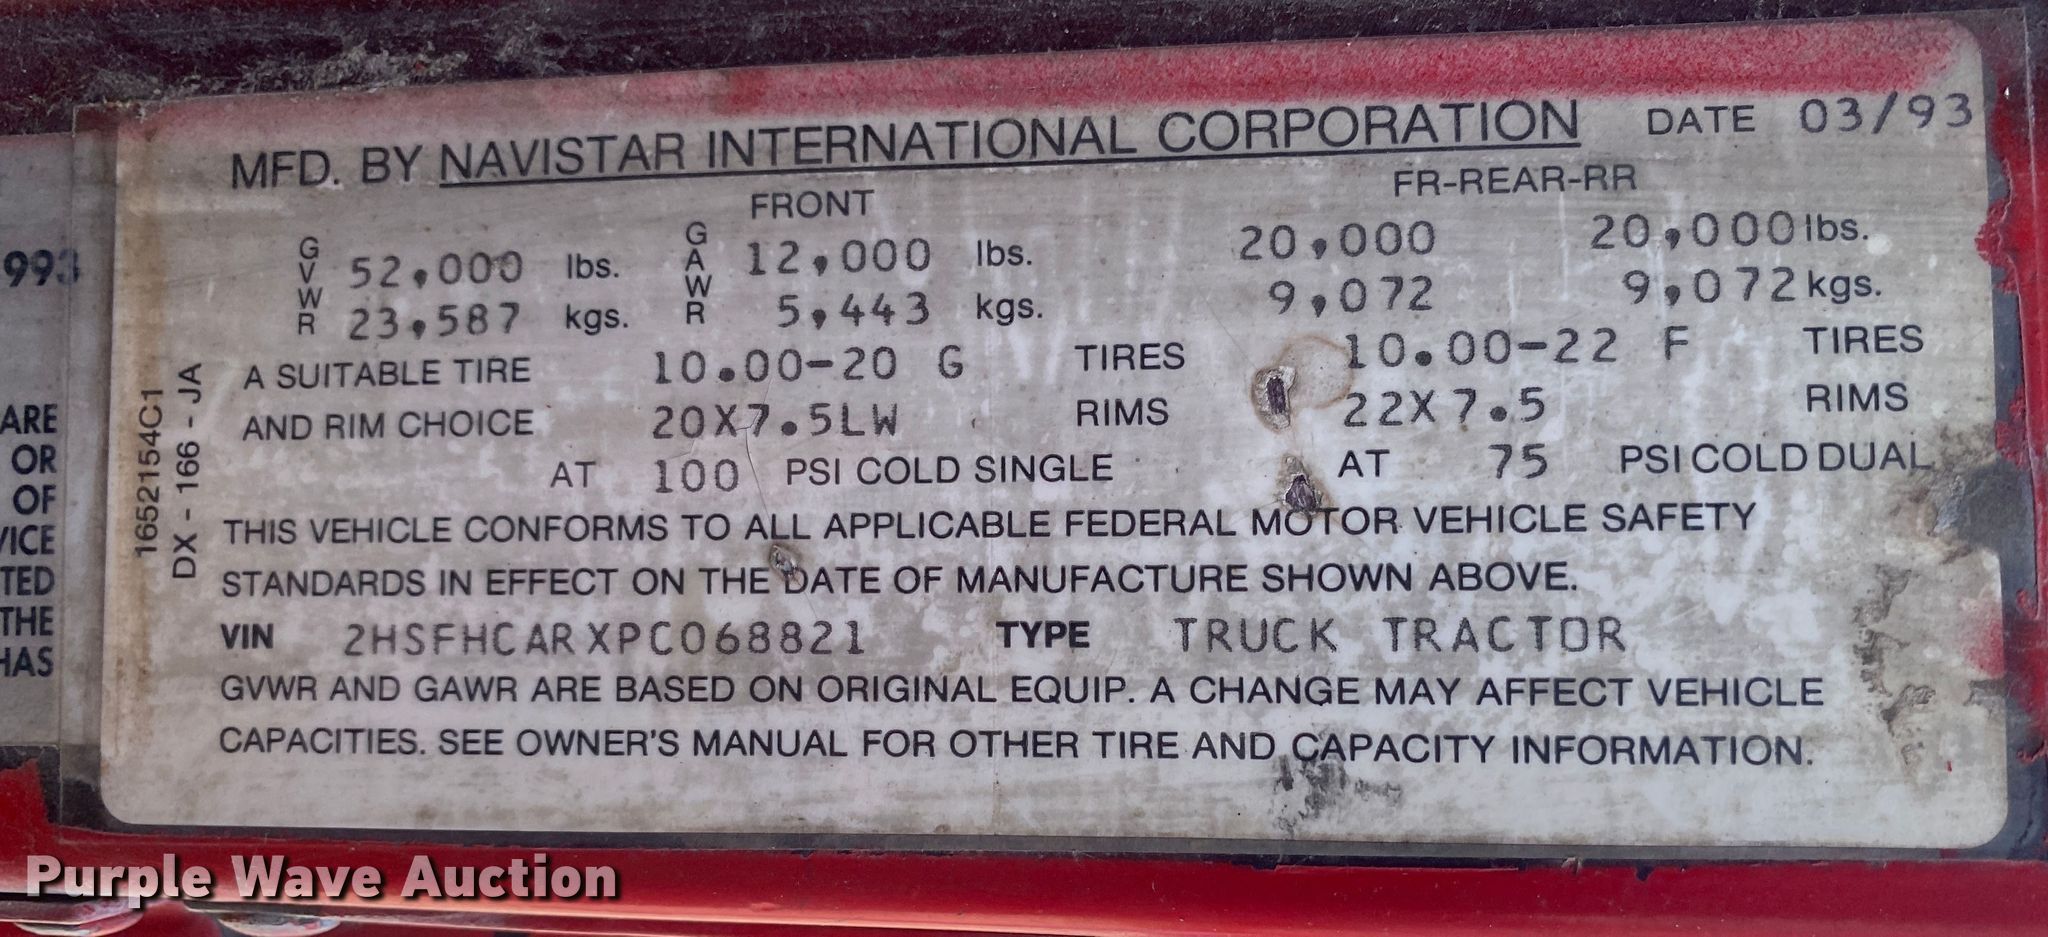 MFD. BY NAVISTAR INTERNATIONAL CORPORATION DATE 03/93
FRONT FR-REAR-RR
GVWR 52,000 lbs. GAWR 12,000 lbs. 20,000 20,000 lbs.
23,587 kgs. 5,443 kgs. 9,072 9,072 kgs.
A SUITABLE TIRE 10.00-20 G TIRES 10.00-22 F TIRES
AND RIM CHOICE 20X7.5LW RIMS 22X7.5 RIMS
AT 100 PSI COLD SINGLE AT 75 PSI COLD DUAL
THIS VEHICLE CONFORMS TO ALL APPLICABLE FEDERAL MOTOR VEHICLE SAFETY
STANDARDS IN EFFECT ON THE DATE OF MANUFACTURE SHOWN ABOVE.
VIN 2HSFHCARXPC068821 TYPE TRUCK TRACTOR
GVWR AND GAWR ARE BASED ON ORIGINAL EQUIP. A CHANGE MAY AFFECT VEHICLE
CAPACITIES. SEE OWNER'S MANUAL FOR OTHER TIRE AND CAPACITY INFORMATION.
1652154C1
DX - 166 - JA
993
ARE
OR
OF
THE
Purple Wave Auction